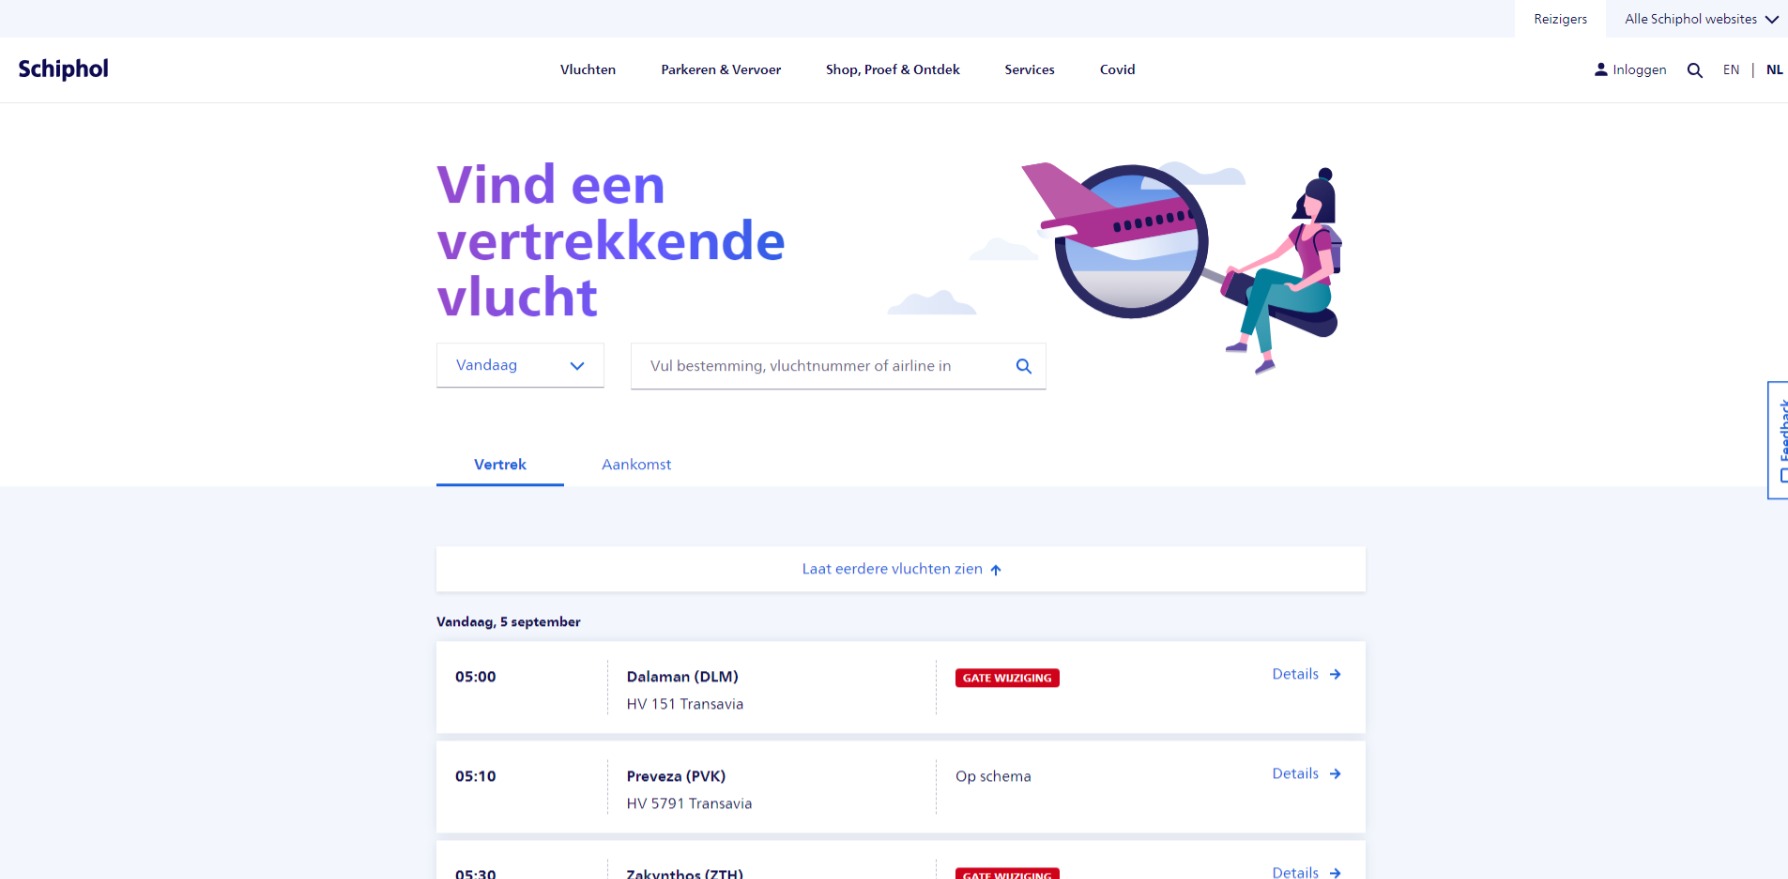 Reizigers
Alle Schiphol websites
Schiphol
Vluchten
Parkeren & Vervoer
Shop, Proef & Ontdek
Services
Covid
Inloggen
EN | NL
Vind een
vertrekkende
vlucht
Vandaag
Vul bestemming, vluchtnummer of airline in
Feedback
Vertrek
Aankomst
Laat eerdere vluchten zien
Vandaag, 5 september
05:00
Dalaman (DLM)
HV 151 Transavia
GATE WIJZIGING
Details
05:10
Preveza (PVK)
HV 5791 Transavia
Op schema
Details
05:30
Zakynthos (ZTH)
GATE WIJZIGING
Details